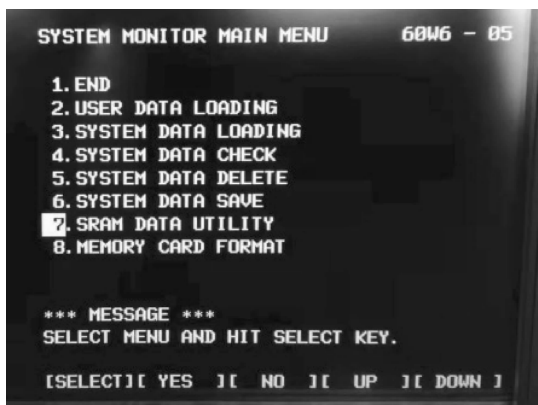 SYSTEM MONITOR MAIN MENU 60W6 - 05
1. END
2. USER DATA LOADING
3. SYSTEM DATA LOADING
4. SYSTEM DATA CHECK
5. SYSTEM DATA DELETE
6. SYSTEM DATA SAVE
7. SRAM DATA UTILITY
8. MEMORY CARD FORMAT
*** MESSAGE ***
SELECT MENU AND HIT SELECT KEY.
[SELECT][ YES ][ NO ][ UP ][ DOWN ]